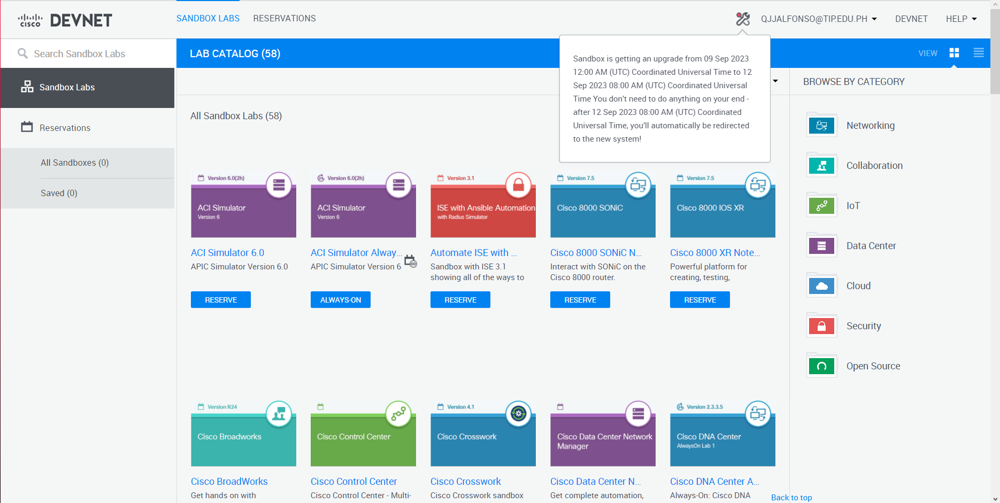 cisco DEVNET
SANDBOX LABS
RESERVATIONS
QJJALFONSO@TIP.EDU.PH
DEVNET
HELP
Search Sandbox Labs
LAB CATALOG (58)
VIEW
Sandbox is getting an upgrade from 09 Sep 2023
12:00 AM (UTC) Coordinated Universal Time to 12
Sep 2023 08:00 AM (UTC) Coordinated Universal
Time You don’t need to do anything on your end -
after 12 Sep 2023 08:00 AM (UTC) Coordinated
Universal Time, you’ll automatically be redirected
to the new system!
Sandbox Labs
Reservations
All Sandboxes (0)
Saved (0)
All Sandbox Labs (58)
Version 6.0(2h)
ACI Simulator
Version 6
ACI Simulator 6.0
APIC Simulator Version 6.0
RESERVE
24 Version 6.0(2h)
ACI Simulator
Version 6
ACI Simulator Alway...
APIC Simulator Version 6
ALWAYS-ON
Version 3.1
ISE with Ansible Automation
with Radius Simulator
Automate ISE with ...
Sandbox with ISE 3.1
showing all of the ways to
RESERVE
Version 7.5
Cisco 8000 SONiC
Cisco 8000 SONiC N...
Interact with SONiC on the
Cisco 8000 router.
RESERVE
Version 7.5
Cisco 8000 IOS XR
Cisco 8000 XR Note...
Powerful platform for
creating, testing,
RESERVE
Version R24
Cisco Broadworks
Cisco BroadWorks
Get hands on with
Cisco Control Center
Cisco Control Center
Cisco Control Center - Multi-
Version 4.1
Cisco Crosswork
Cisco Crosswork
Cisco Crosswork sandbox
Cisco Data Center Network
Manager
Cisco Data Center N...
Get complete automation,
24 Version 2.3.3.5
Cisco DNA Center
AlwaysOn Lab 1
Cisco DNA Center A...
Always-On: Cisco DNA
BROWSE BY CATEGORY
Networking
Collaboration
IoT
Data Center
Cloud
Security
Open Source
Back to top